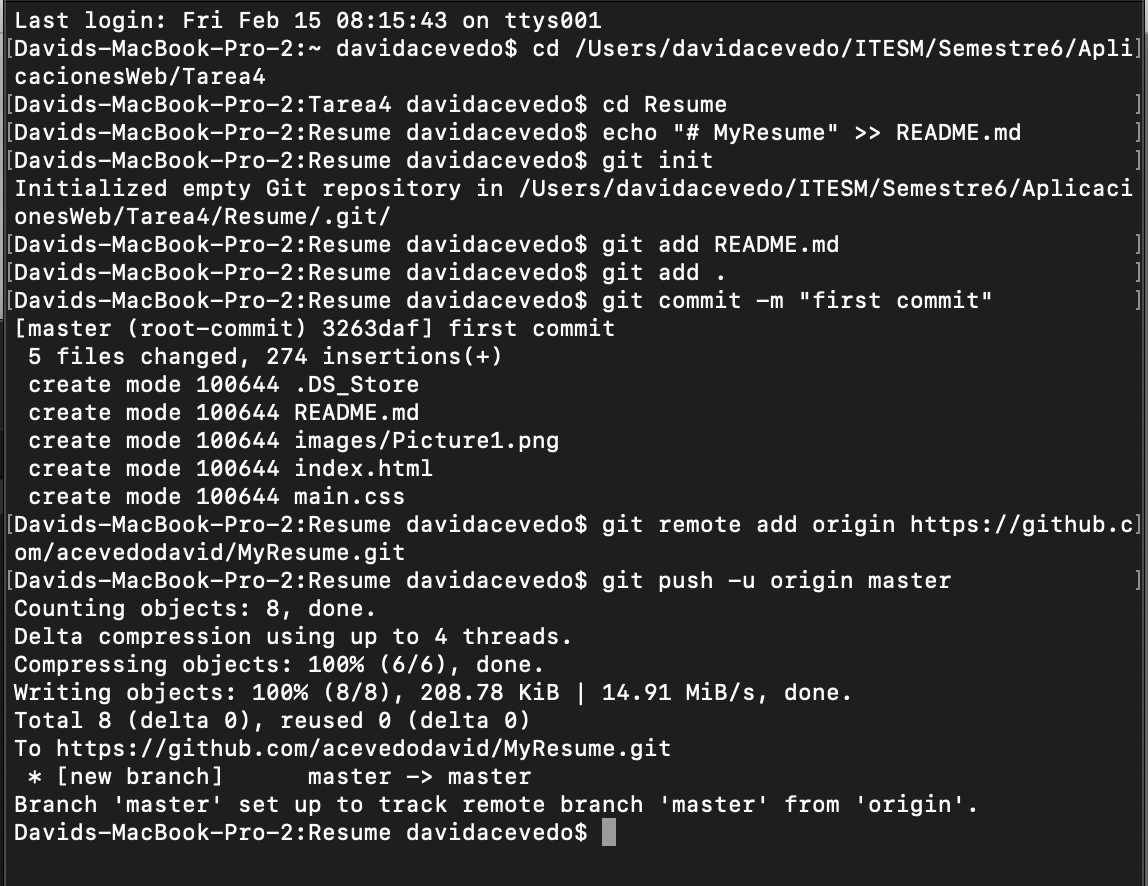 Last login: Fri Feb 15 08:15:43 on ttys001
[Davids-MacBook-Pro-2:~ davidacevedo$ cd /Users/davidacevedo/ITESM/Semestre6/Apli]
cacionesWeb/Tarea4
[Davids-MacBook-Pro-2:Tarea4 davidacevedo$ cd Resume ]
[Davids-MacBook-Pro-2:Resume davidacevedo$ echo "# MyResume" >> README.md ]
[Davids-MacBook-Pro-2:Resume davidacevedo$ git init ]
Initialized empty Git repository in /Users/davidacevedo/ITESM/Semestre6/Aplicaci
onesWeb/Tarea4/Resume/.git/
[Davids-MacBook-Pro-2:Resume davidacevedo$ git add README.md ]
[Davids-MacBook-Pro-2:Resume davidacevedo$ git add . ]
[Davids-MacBook-Pro-2:Resume davidacevedo$ git commit -m "first commit" ]
[master (root-commit) 3263daf] first commit
 5 files changed, 274 insertions(+)
 create mode 100644 .DS_Store
 create mode 100644 README.md
 create mode 100644 images/Picture1.png
 create mode 100644 index.html
 create mode 100644 main.css
[Davids-MacBook-Pro-2:Resume davidacevedo$ git remote add origin https://github.c]
om/acevedodavid/MyResume.git
[Davids-MacBook-Pro-2:Resume davidacevedo$ git push -u origin master ]
Counting objects: 8, done.
Delta compression using up to 4 threads.
Compressing objects: 100% (6/6), done.
Writing objects: 100% (8/8), 208.78 KiB | 14.91 MiB/s, done.
Total 8 (delta 0), reused 0 (delta 0)
To https://github.com/acevedodavid/MyResume.git
 * [new branch]      master -> master
Branch 'master' set up to track remote branch 'master' from 'origin'.
Davids-MacBook-Pro-2:Resume davidacevedo$